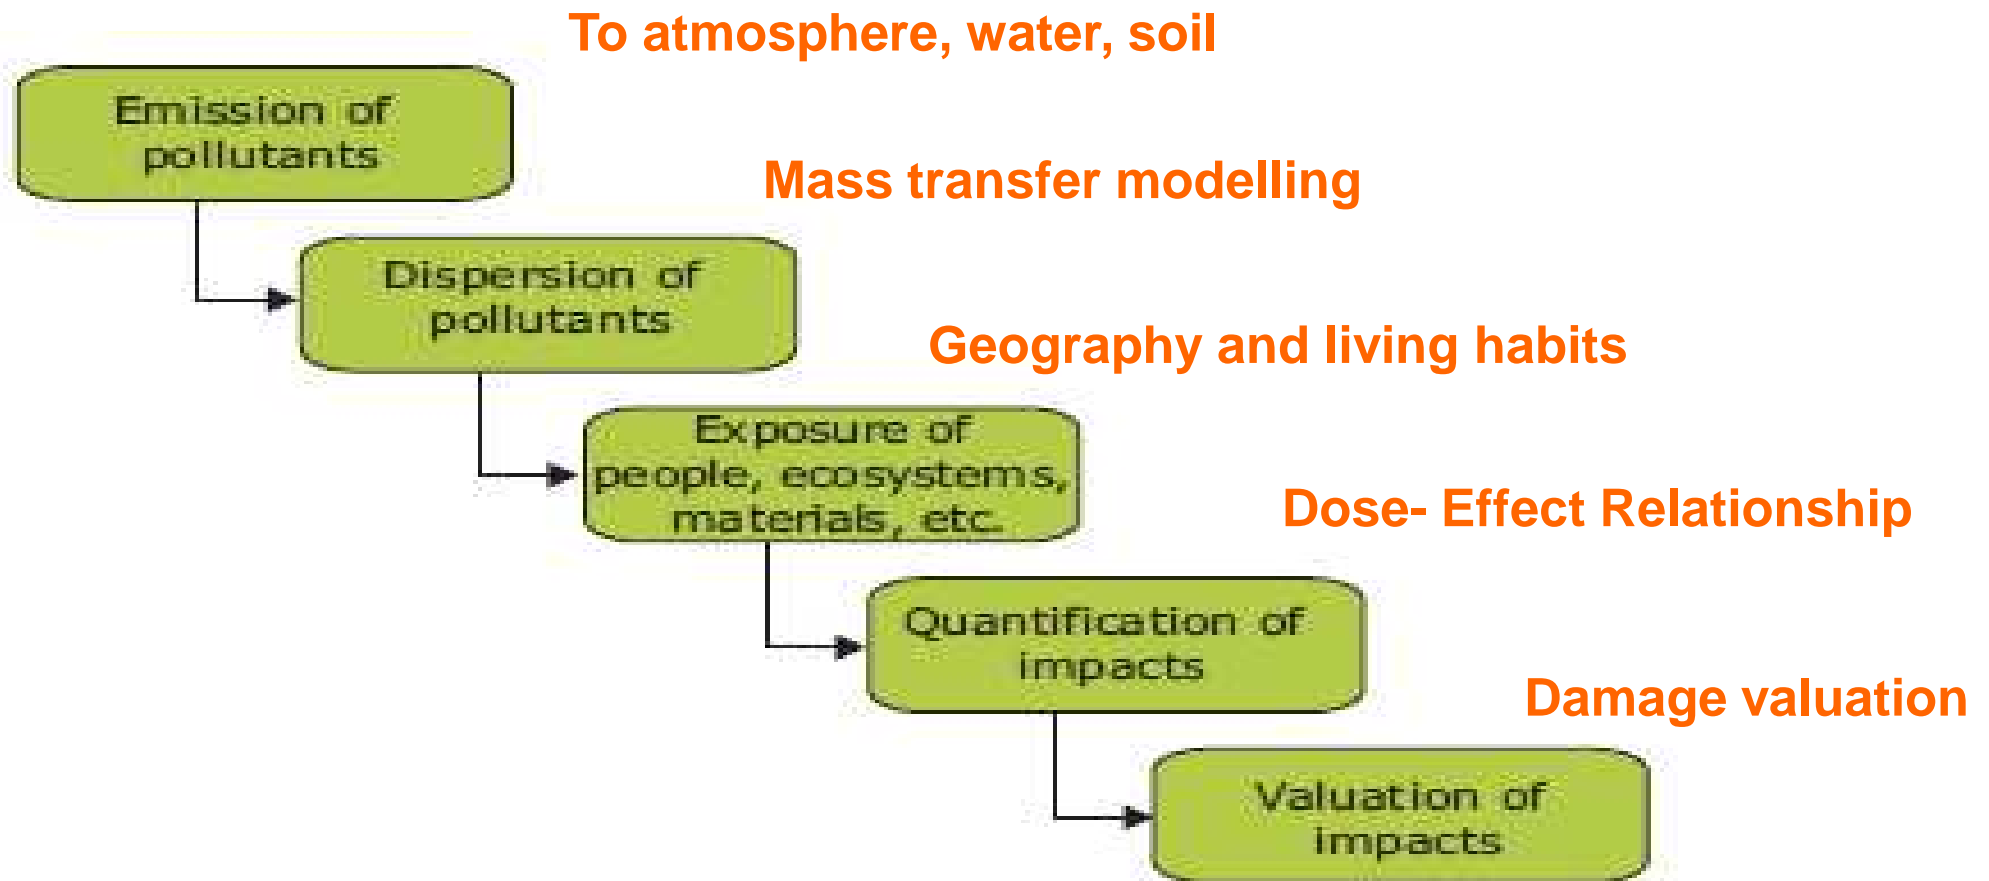 To atmosphere, water, soil
Emission of
pollutants
Mass transfer modelling
Dispersion of
pollutants
Geography and living habits
Exposure of
people, ecosystems,
materials, etc.
Dose- Effect Relationship
Quantification of
impacts
Damage valuation
Valuation of
impacts